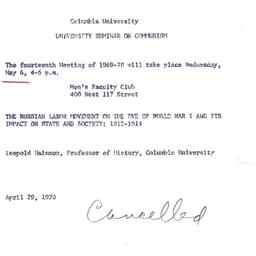 Columbia University
UNIVERSITY SEMINAR ON COMMUNISM
The fourteenth Meeting of 1969-70 will take place Wednesday,
May 6, 4-6 p.m.
Men's Faculty Club
400 West 117 Street
THE RUSSIAN LABOR MOVEMENT ON THE EVE OF WORLD WAR I AND ITS
IMPACT ON STATE AND SOCIETY: 1912-1914
Leopold Haimson, Professor of History, Columbia University
April 29, 1970
Cancelled